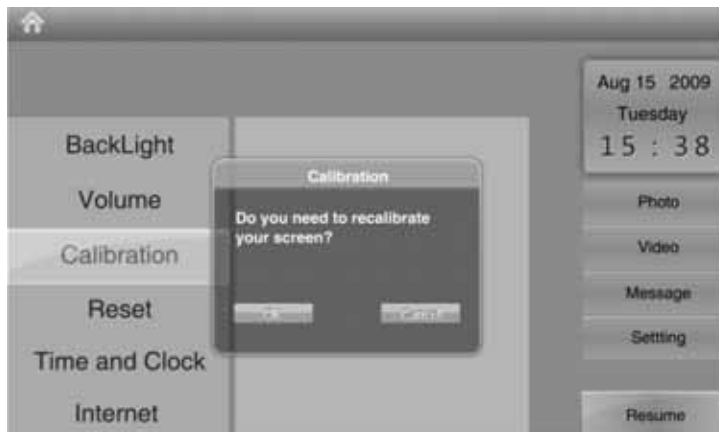 Aug 15 2009
Tuesday
15 : 38
BackLight
Volume
Calibration
Reset
Time and Clock
Internet
Calibration
Do you need to recalibrate
your screen?
Photo
Video
Message
Settting
Resume